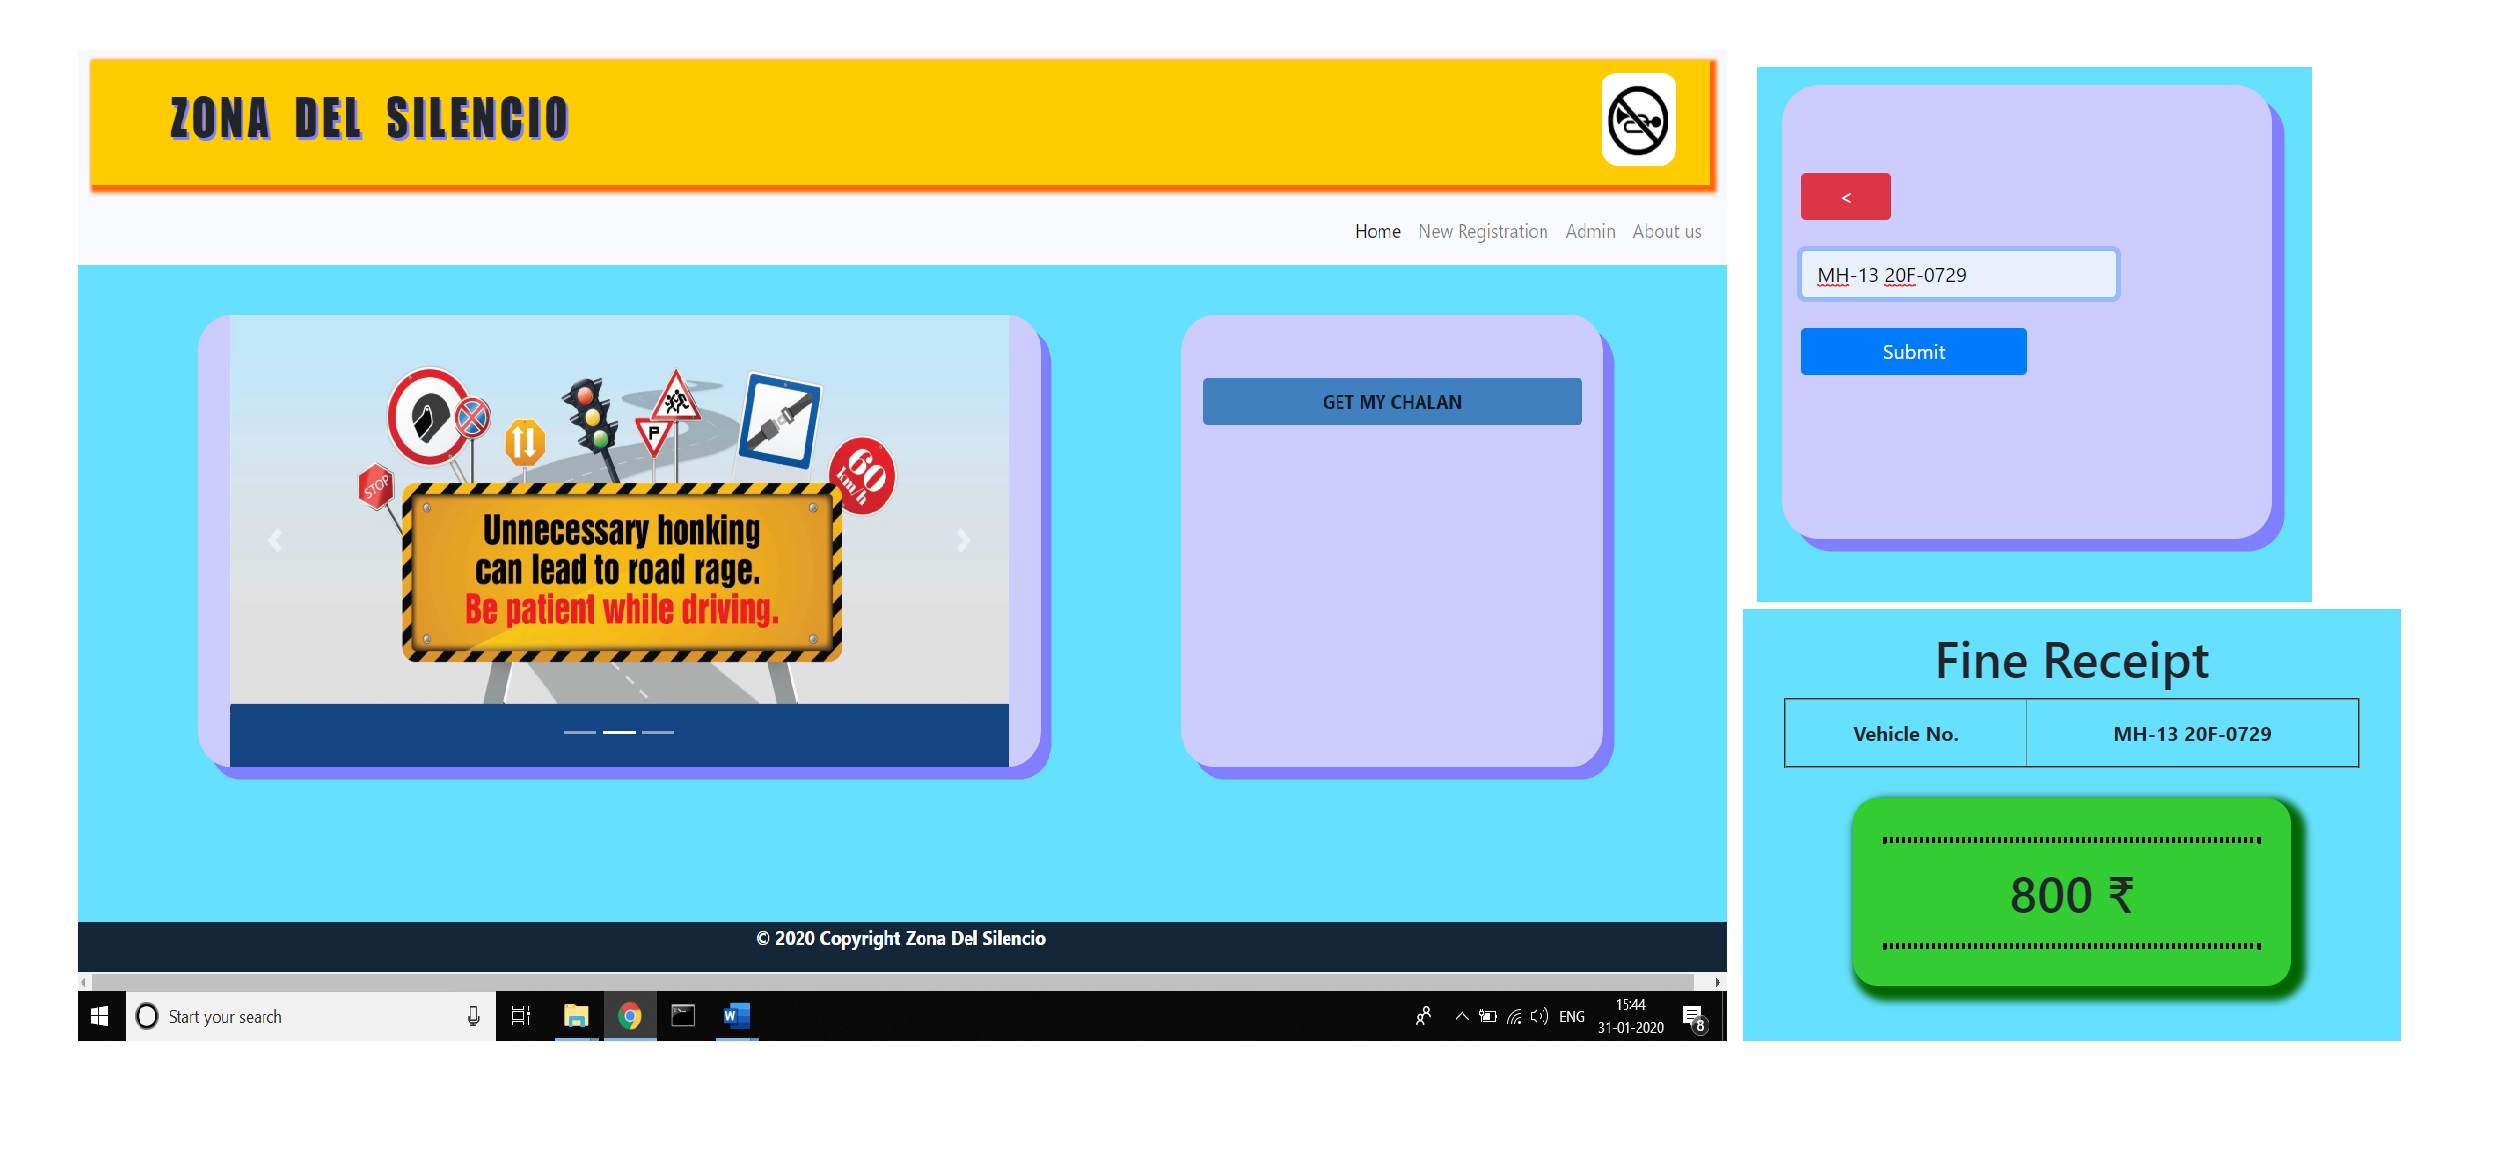 ZONA DEL SILENCIO
Home New Registration Admin About us
STOP
P
60
km/h
Unnecessary honking
can lead to road rage.
Be patient while driving.
GET MY CHALAN
© 2020 Copyright Zona Del Silencio
Start your search
W
ENG
15:44
31-01-2020
8
<
MH-13 20F-0729
Submit
Fine Receipt
Vehicle No. MH-13 20F-0729
800 ₹